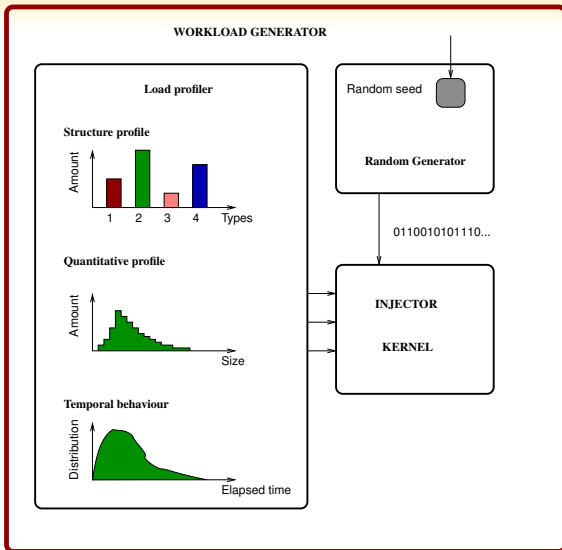 WORKLOAD GENERATOR
Load profiler
Structure profile
Amount
1 2 3 4 Types
Quantitative profile
Amount
Size
Temporal behaviour
Distribution
Elapsed time
Random seed
Random Generator
0110010101110...
INJECTOR
KERNEL